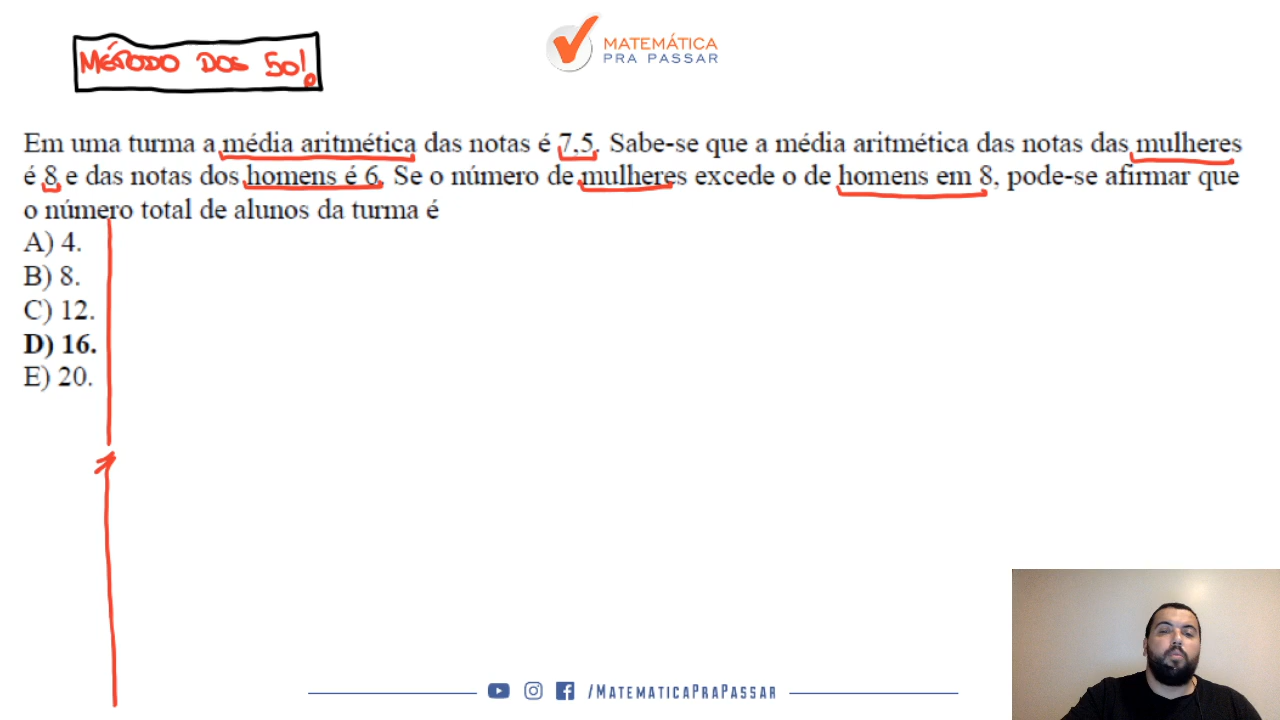 MÉTODO DOS 50!
MATEMÁTICA
PRA PASSAR
Em uma turma a média aritmética das notas é 7,5. Sabe-se que a média aritmética das notas das mulheres
é 8 e das notas dos homens é 6. Se o número de mulheres excede o de homens em 8, pode-se afirmar que
o número total de alunos da turma é
A) 4.
B) 8.
C) 12.
D) 16.
E) 20.
/MATEMATICAPRAPASSAR